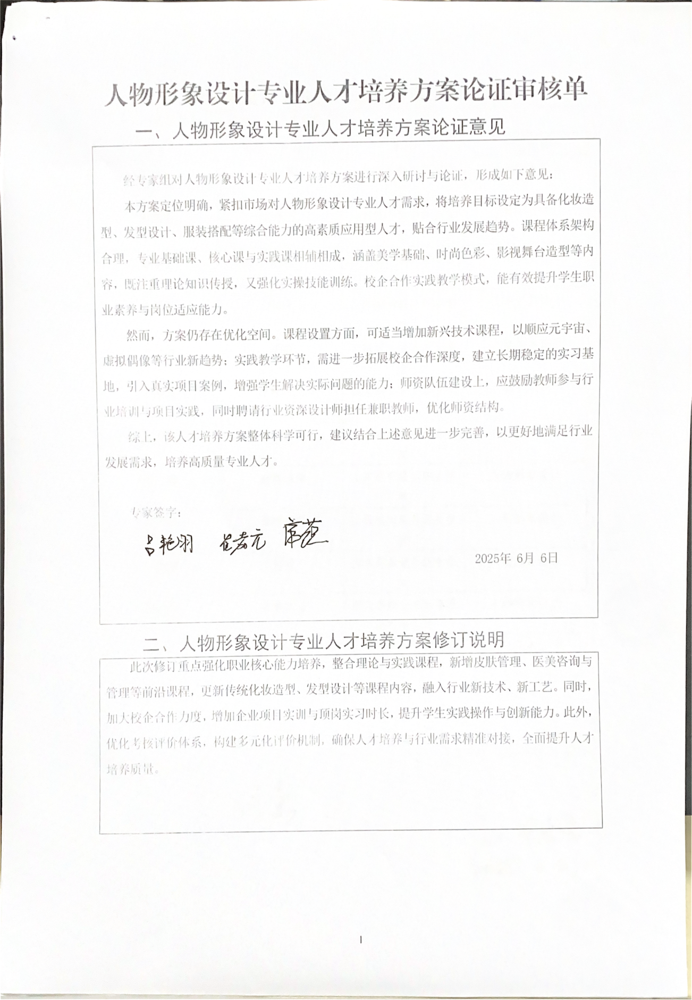 人物形象设计专业人才培养方案论证审核单
一、人物形象设计专业人才培养方案论证意见
经专家组对人物形象设计专业人才培养方案进行深入研讨与论证，形成如下意见：
本方案定位明确，紧扣市场对人物形象设计专业人才需求，将培养目标设定为具备化妆造
型、发型设计、服装搭配等综合能力的高素质应用型人才，贴合行业发展趋势。课程体系架构
合理，专业基础课、核心课与实践课相辅相成，涵盖美学基础、时尚色彩、影视舞台造型等内
容，既注重理论知识传授，又强化实操技能训练。校企合作实践教学模式，能有效提升学生职
业素养与岗位适应能力。
然而，方案仍存在优化空间。课程设置方面，可适当增加新兴技术课程，以顺应元宇宙、
虚拟偶像等行业新趋势；实践教学环节，需进一步拓展校企合作深度，建立长期稳定的实习基
地，引入真实项目案例，增强学生解决实际问题的能力；师资队伍建设上，应鼓励教师参与行
业培训与项目实践，同时聘请行业资深设计师担任兼职教师，优化师资结构。
综上，该人才培养方案整体科学可行，建议结合上述意见进一步完善，以更好地满足行业
发展需求，培养高质量专业人才。
专家签字：
2025年 6月 6日
二、人物形象设计专业人才培养方案修订说明
此次修订重点强化职业核心能力培养，整合理论与实践课程，新增皮肤管理、医美咨询与
管理等前沿课程，更新传统化妆造型、发型设计等课程内容，融入行业新技术、新工艺。同时，
加大校企合作力度，增加企业项目实训与顶岗实习时长，提升学生实践操作与创新能力。此外，
优化考核评价体系，构建多元化评价机制，确保人才培养与行业需求精准对接，全面提升人才
培养质量。
1